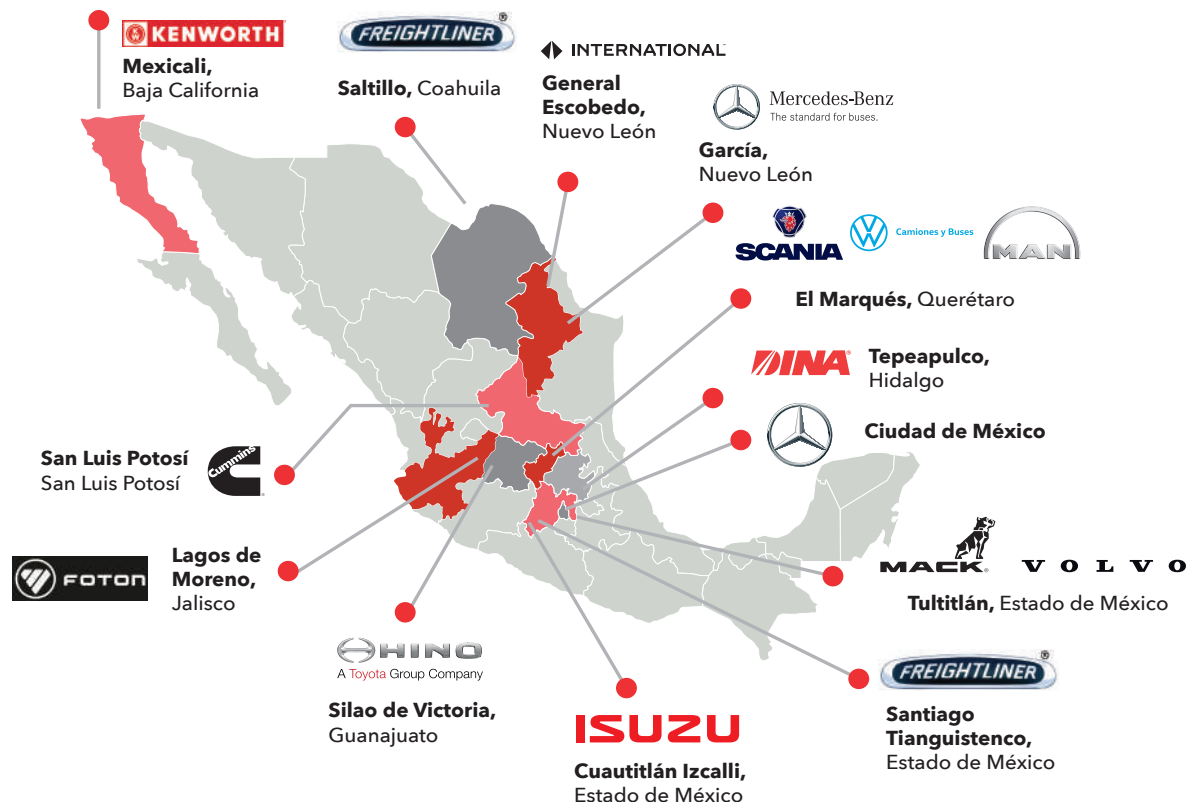 KENWORTH
Mexicali,
Baja California
FREIGHTLINER®
Saltillo, Coahuila
INTERNATIONAL
General
Escobedo,
Nuevo León
Mercedes-Benz
The standard for buses.
García,
Nuevo León
SCANIA
Camiones y Buses
MAN
El Marqués, Querétaro
DINA®
Tepeapulco,
Hidalgo
Ciudad de México
San Luis Potosí
San Luis Potosí
Cummins
FOTON
Lagos de
Moreno,
Jalisco
MACK®
VOLVO
Tultitlán, Estado de México
HINO
A Toyota Group Company
Silao de Victoria,
Guanajuato
ISUZU
Cuautitlán Izcalli,
Estado de México
FREIGHTLINER®
Santiago
Tianguistenco,
Estado de México